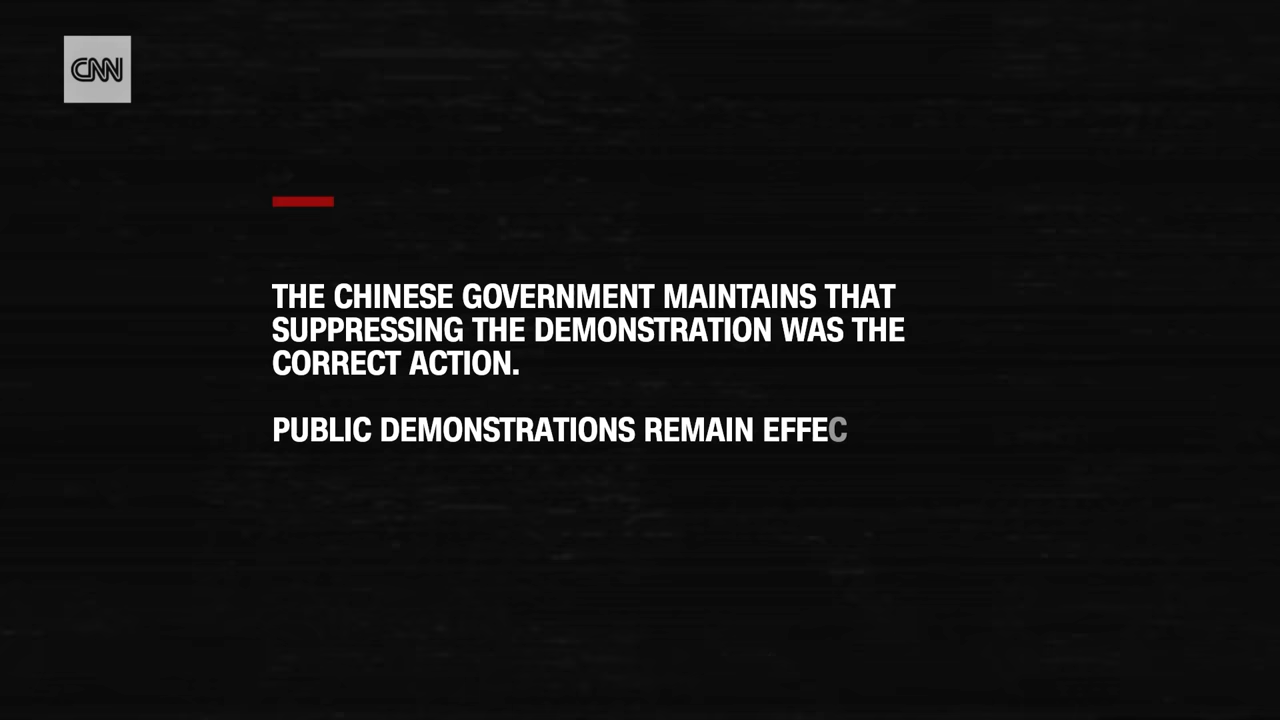 CNN
THE CHINESE GOVERNMENT MAINTAINS THAT
SUPPRESSING THE DEMONSTRATION WAS THE
CORRECT ACTION.
PUBLIC DEMONSTRATIONS REMAIN EFFEC